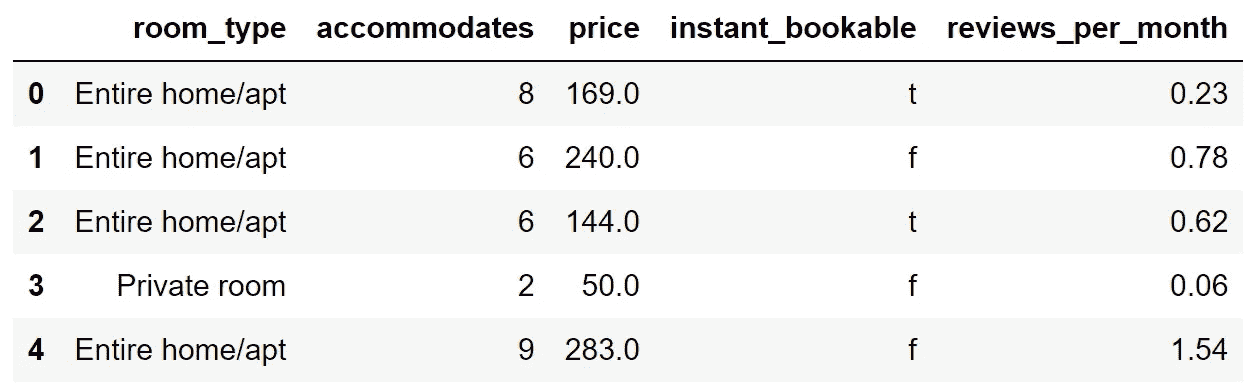 room_type accommodates price instant_bookable reviews_per_month
0 Entire home/apt 8 169.0 t 0.23
1 Entire home/apt 6 240.0 f 0.78
2 Entire home/apt 6 144.0 t 0.62
3 Private room 2 50.0 f 0.06
4 Entire home/apt 9 283.0 f 1.54